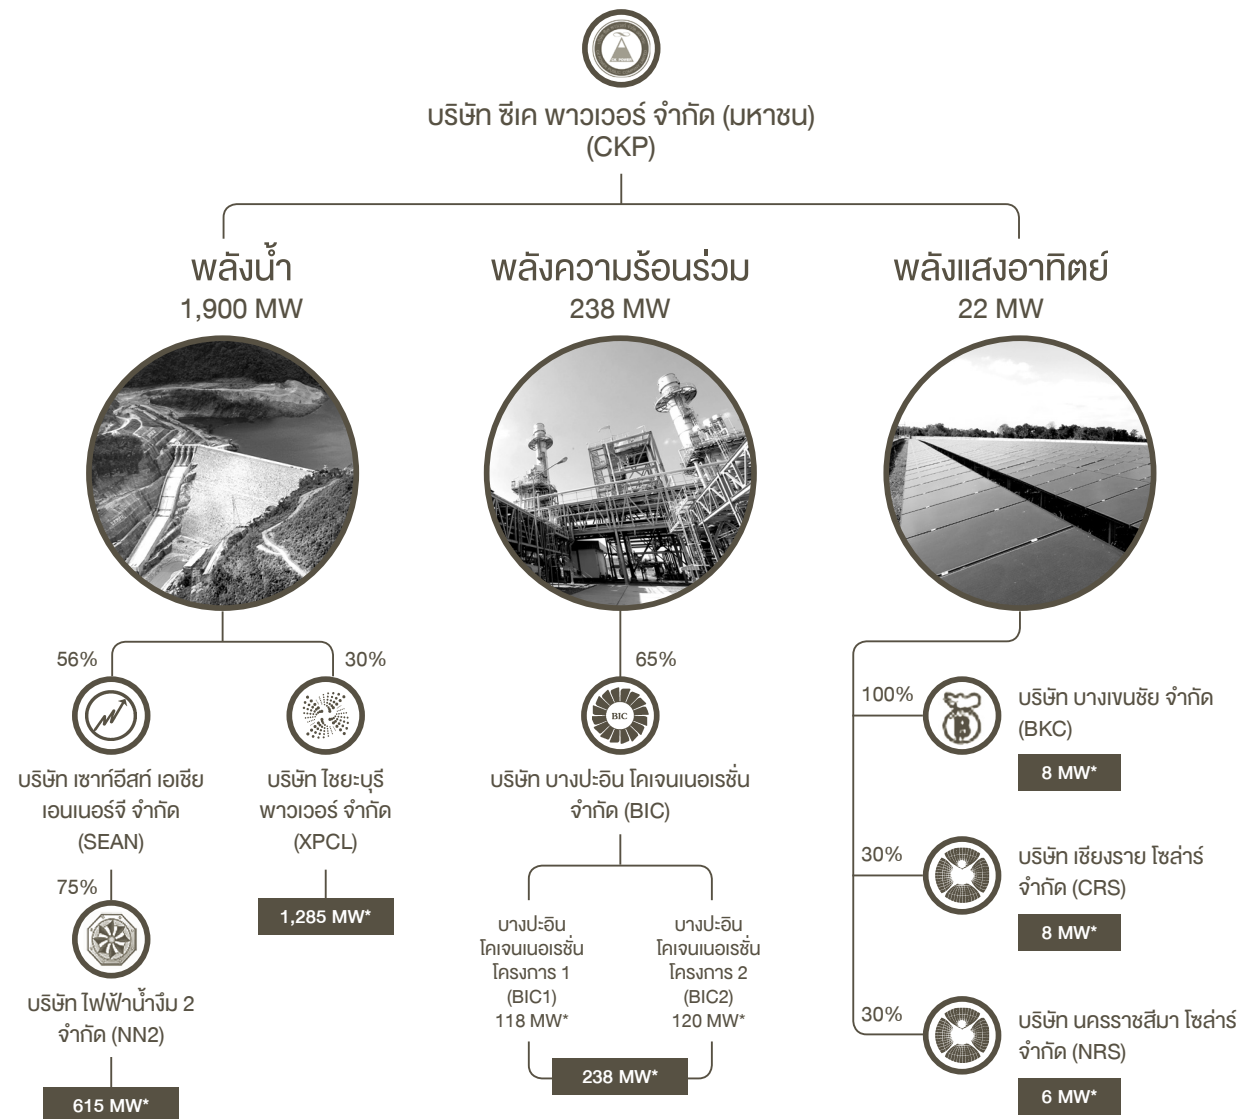 บริษัท ซีเค พาวเวอร์ จำกัด (มหาชน)
(CKP)
พลังน้ำ
1,900 MW
พลังความร้อนร่วม
238 MW
พลังแสงอาทิตย์
22 MW
56%
30%
65%
100%
BIC
บริษัท เซาท์อีสท์ เอเชีย
เอนเนอร์จี จำกัด
(SEAN)
บริษัท ไซยะบุรี
พาวเวอร์ จำกัด
(XPCL)
1,285 MW*
75%
บริษัท ไฟฟ้าน้ำงึม 2
จำกัด (NN2)
615 MW*
บริษัท บางปะอิน โคเจนเนอเรชั่น
จำกัด (BIC)
บางปะอิน
โคเจนเนอเรชั่น
โครงการ 1
(BIC1)
118 MW*
บางปะอิน
โคเจนเนอเรชั่น
โครงการ 2
(BIC2)
120 MW*
238 MW*
บริษัท บางเขนชัย จำกัด
(BKC)
8 MW*
30%
บริษัท เชียงราย โซล่าร์
จำกัด (CRS)
8 MW*
30%
บริษัท นครราชสีมา โซล่าร์
จำกัด (NRS)
6 MW*